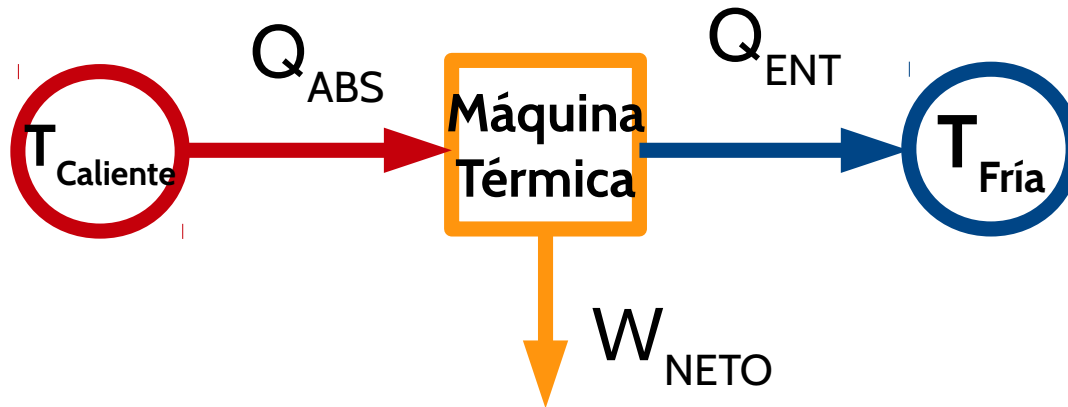 Q ABS
Q ENT
T Caliente
Máquina
Térmica
T Fría
W NETO